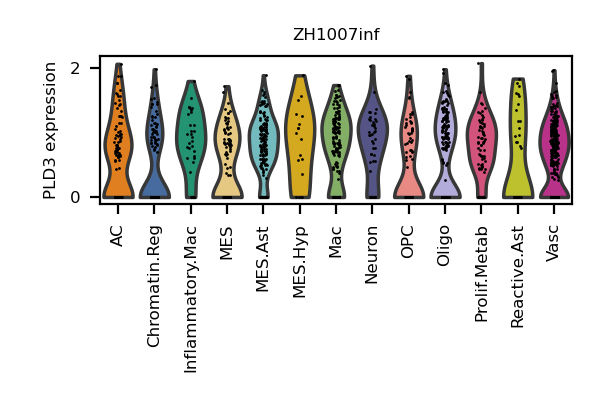 ZH1007inf
PLD3 expression
2
0
AC
Chromatin.Reg
Inflammatory.Mac
MES
MES.Ast
MES.Hyp
Mac
Neuron
OPC
Oligo
Prolif.Metab
Reactive.Ast
Vasc